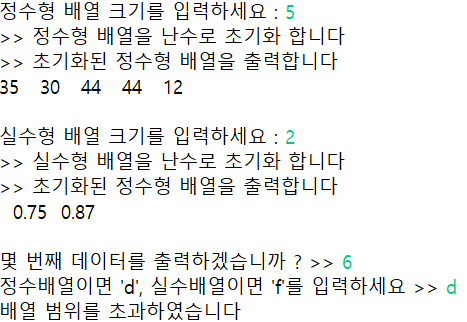 정수형 배열 크기를 입력하세요 : 5
>> 정수형 배열을 난수로 초기화 합니다
>> 초기화된 정수형 배열을 출력합니다
35 30 44 44 12
실수형 배열 크기를 입력하세요 : 2
>> 실수형 배열을 난수로 초기화 합니다
>> 초기화된 정수형 배열을 출력합니다
0.75 0.87
몇 번째 데이터를 출력하겠습니까 ? >> 6
정수배열이면 'd', 실수배열이면 'f'를 입력하세요 >> d
배열 범위를 초과하였습니다